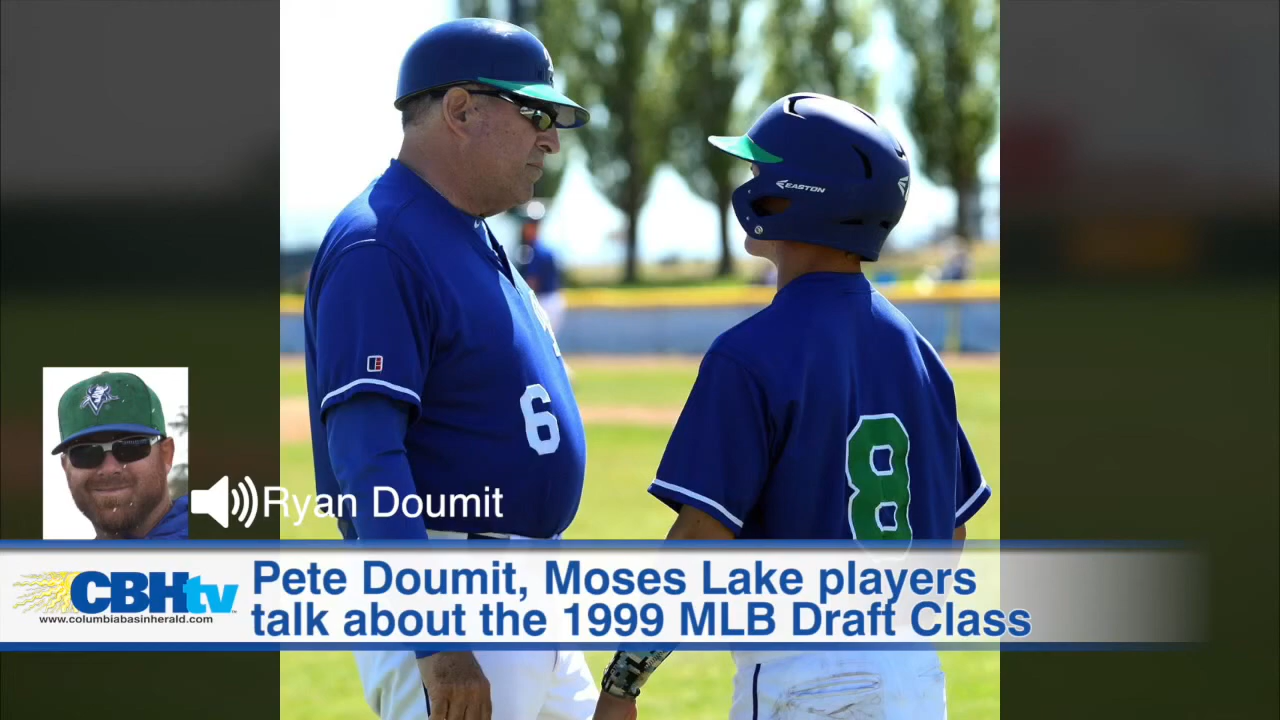 EASTON
6
8
Ryan Doumit
CBHtv
www.columbiabasinherald.com
Pete Doumit, Moses Lake players
talk about the 1999 MLB Draft Class